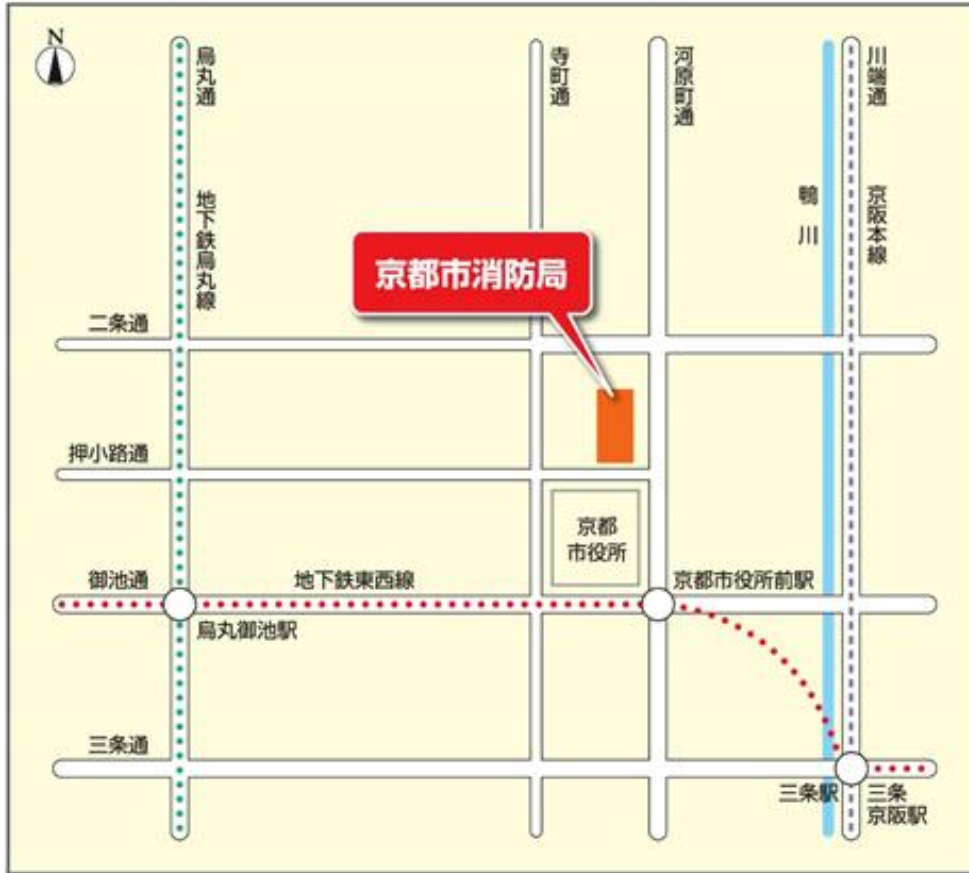 N
烏丸通
寺町通
河原町通
川端通
地下鉄烏丸線
鴨川
京阪本線
京都市消防局
二条通
押小路通
京都
市役所
御池通
地下鉄東西線
京都市役所前駅
烏丸御池駅
三条通
三条駅
三条
京阪駅